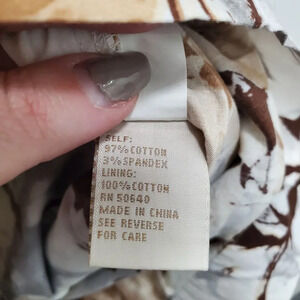 SELF:
97% COTTON
3% SPANDEX
LINING:
100% COTTON
RN 50640
MADE IN CHINA
SEE REVERSE
FOR CARE